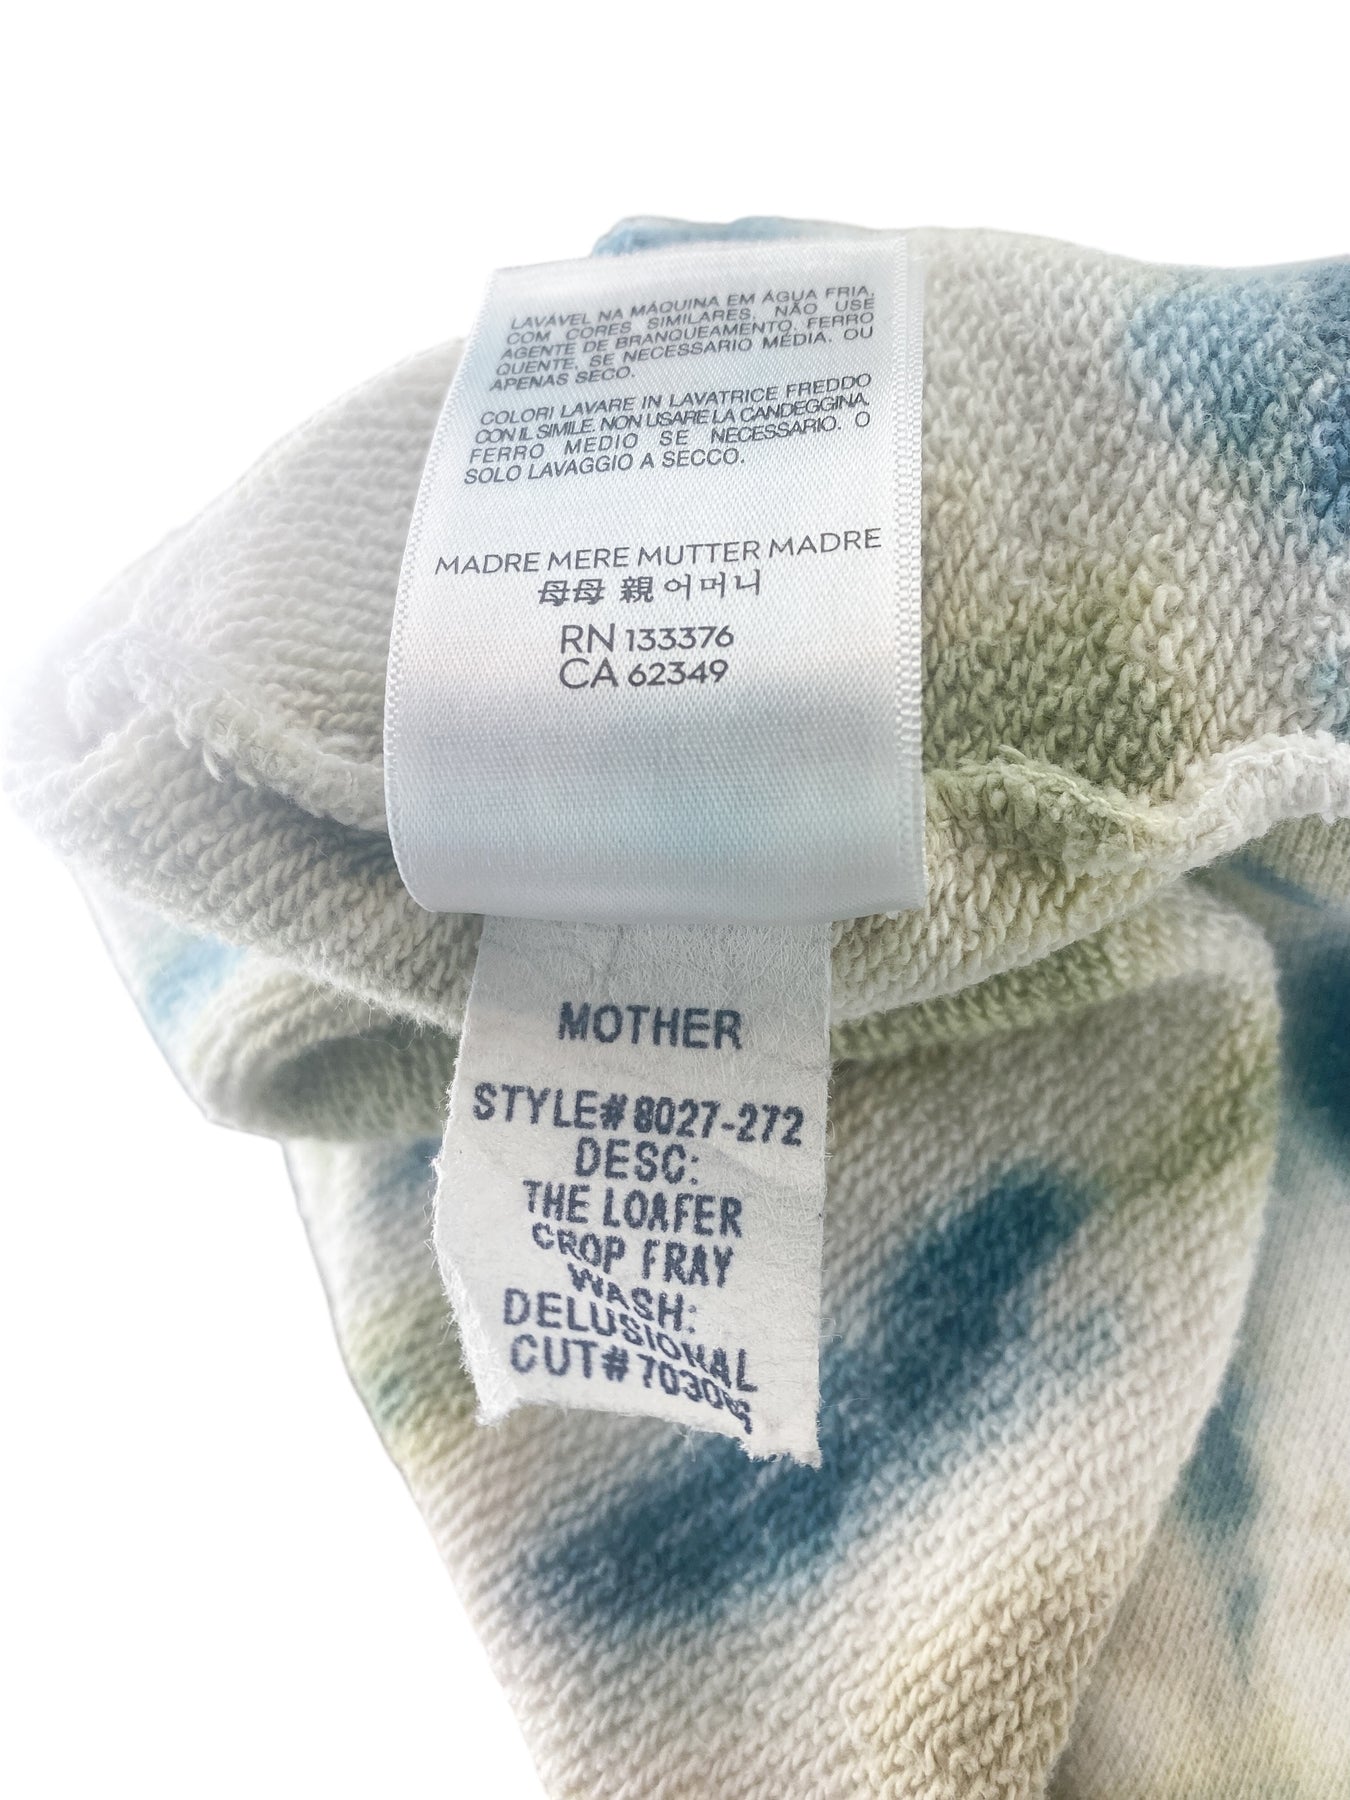 LAVÁVEL NA MÁQUINA EM ÁGUA FRIA,
COM CORES SIMILARES. NÃO USE
AGENTE DE BRANQUEAMENTO. FERRO
QUENTE, SE NECESSARIO MÉDIA. OU
APENAS SECO.
COLORI LAVARE IN LAVATRICE FREDDO
CON IL SIMILE. NON USARE LA CANDEGGINA.
FERRO MEDIO SE NECESSARIO. O
SOLO LAVAGGIO A SECCO.
MADRE MERE MUTTER MADRE
母母 親 어머니
RN 133376
CA 62349
MOTHER
STYLE# 8027-272
DESC:
THE LOAFER
CROP FRAY
WASH:
DELUSIONAL
CUT#